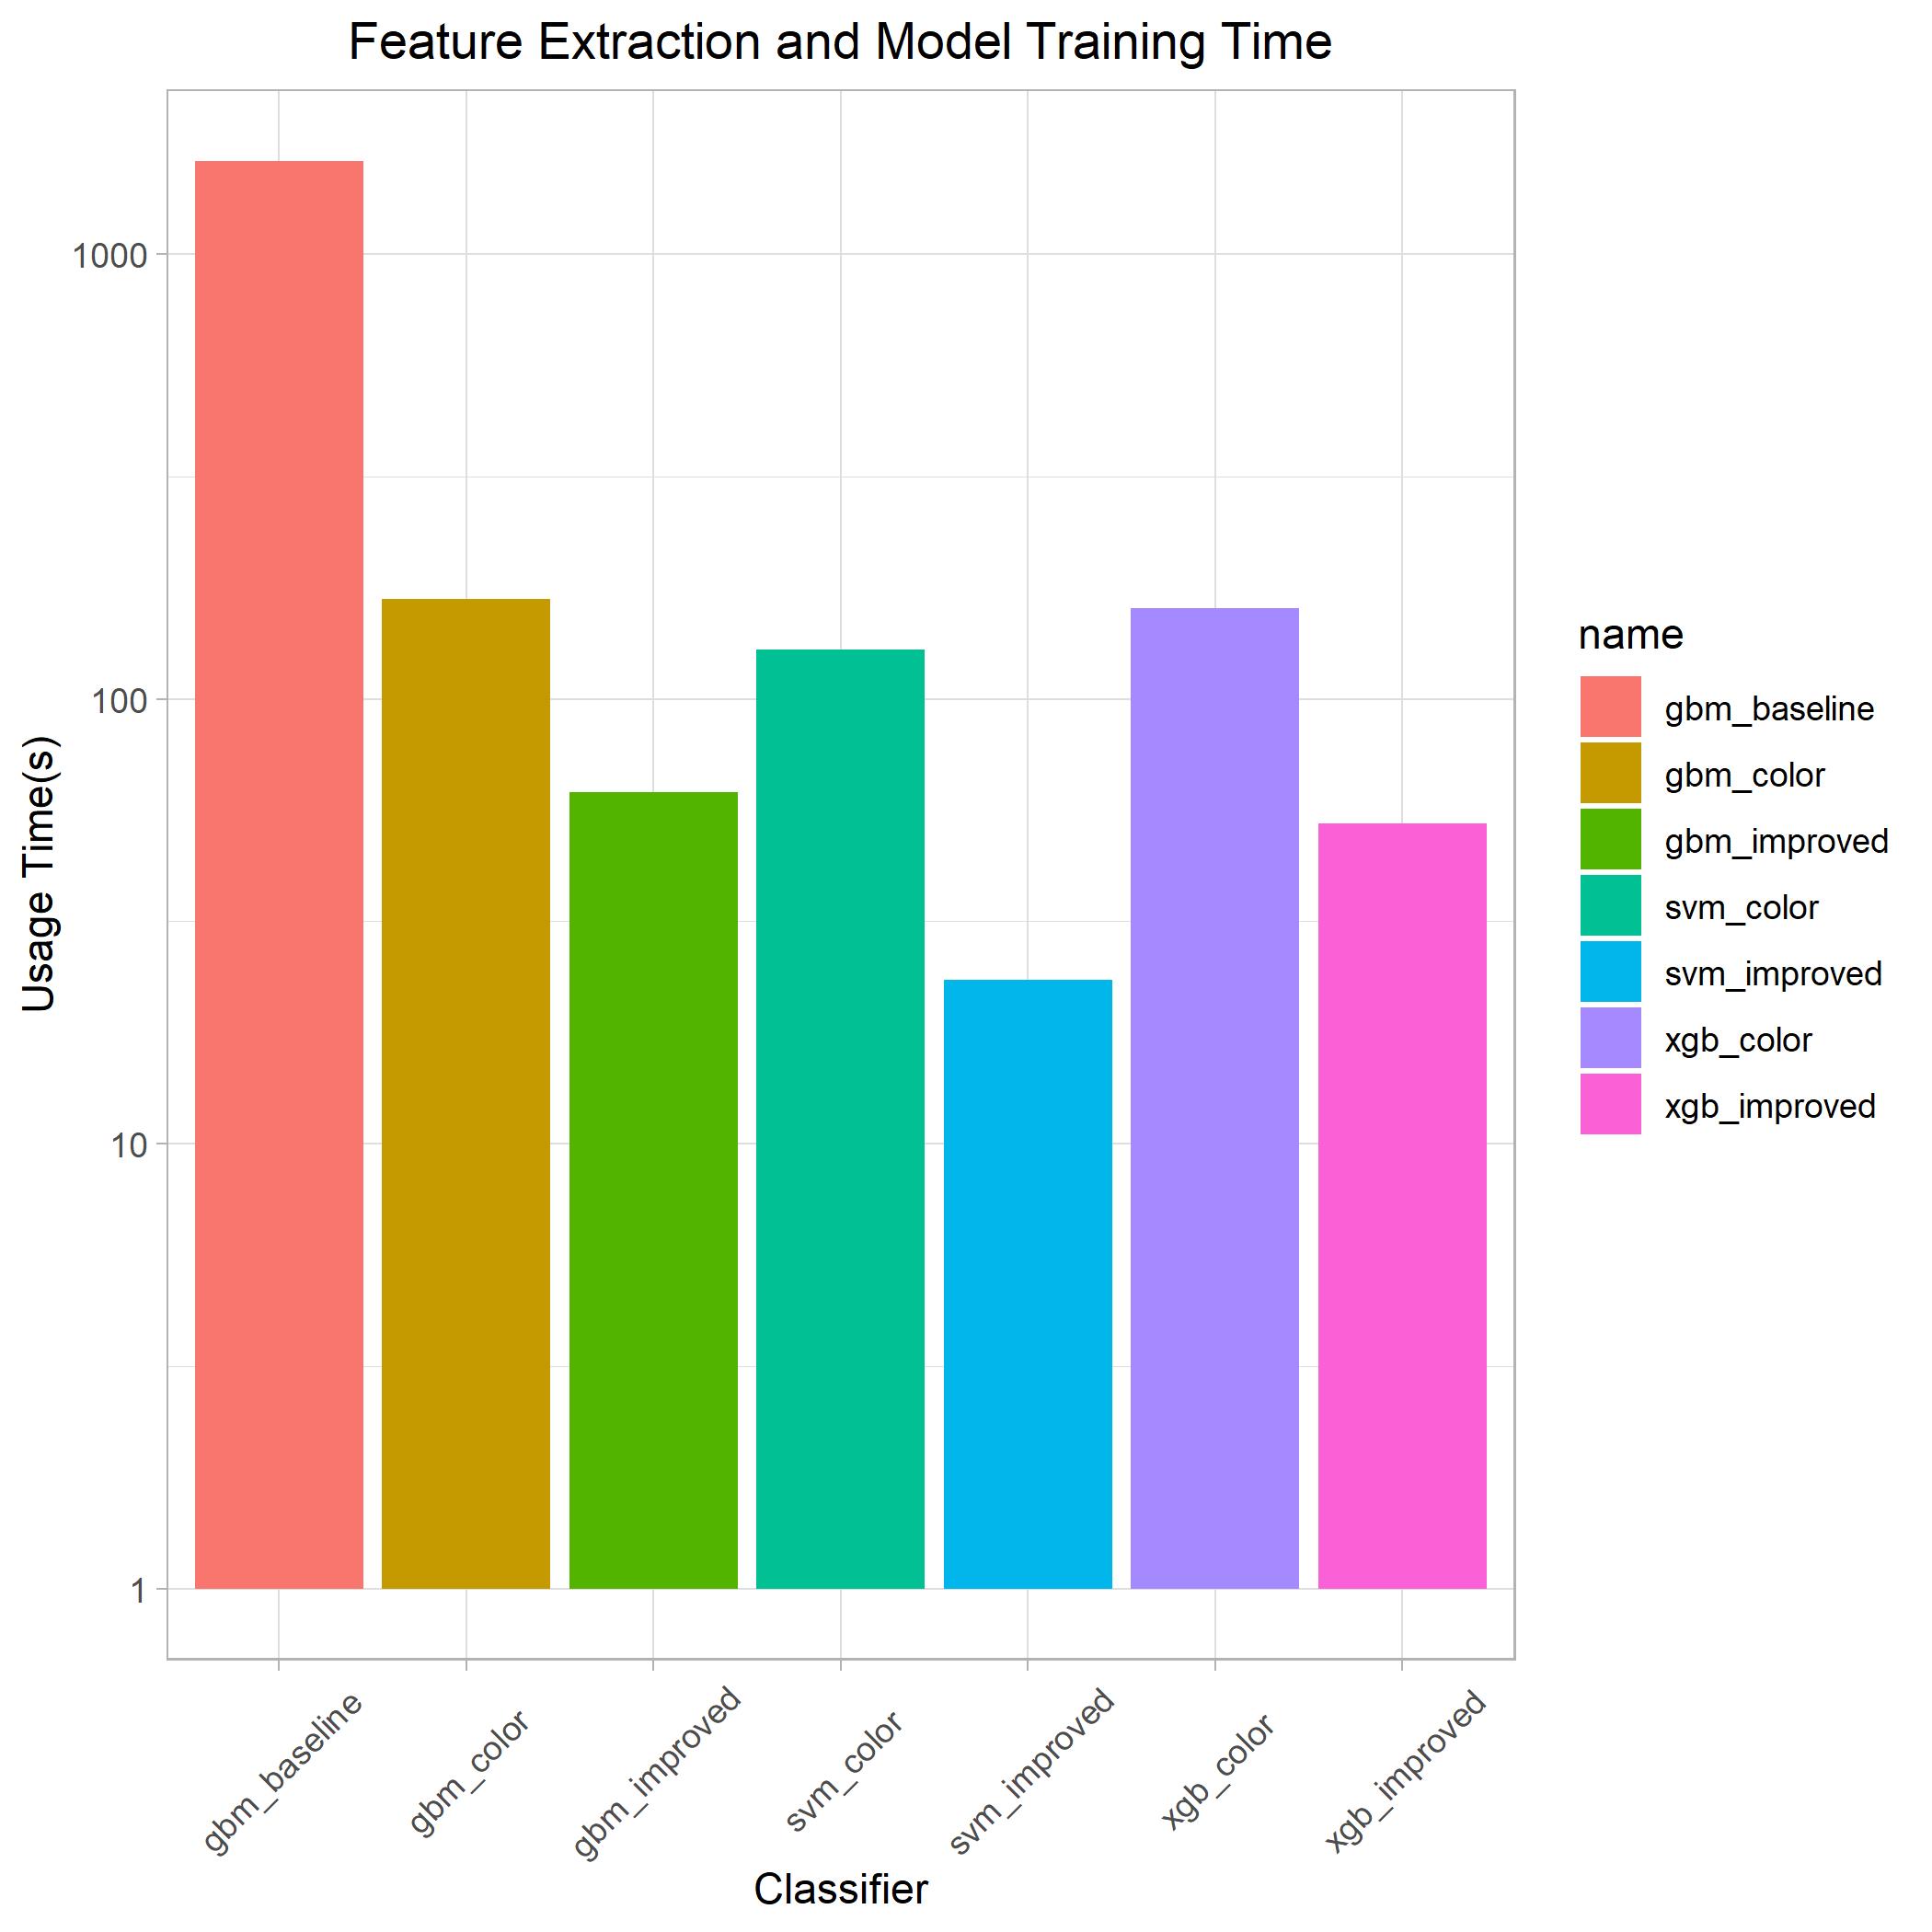 Feature Extraction and Model Training Time
Usage Time(s)
1000
100
10
1
gbm_baseline
gbm_color
gbm_improved
svm_color
svm_improved
xgb_color
xgb_improved
Classifier
name
gbm_baseline
gbm_color
gbm_improved
svm_color
svm_improved
xgb_color
xgb_improved